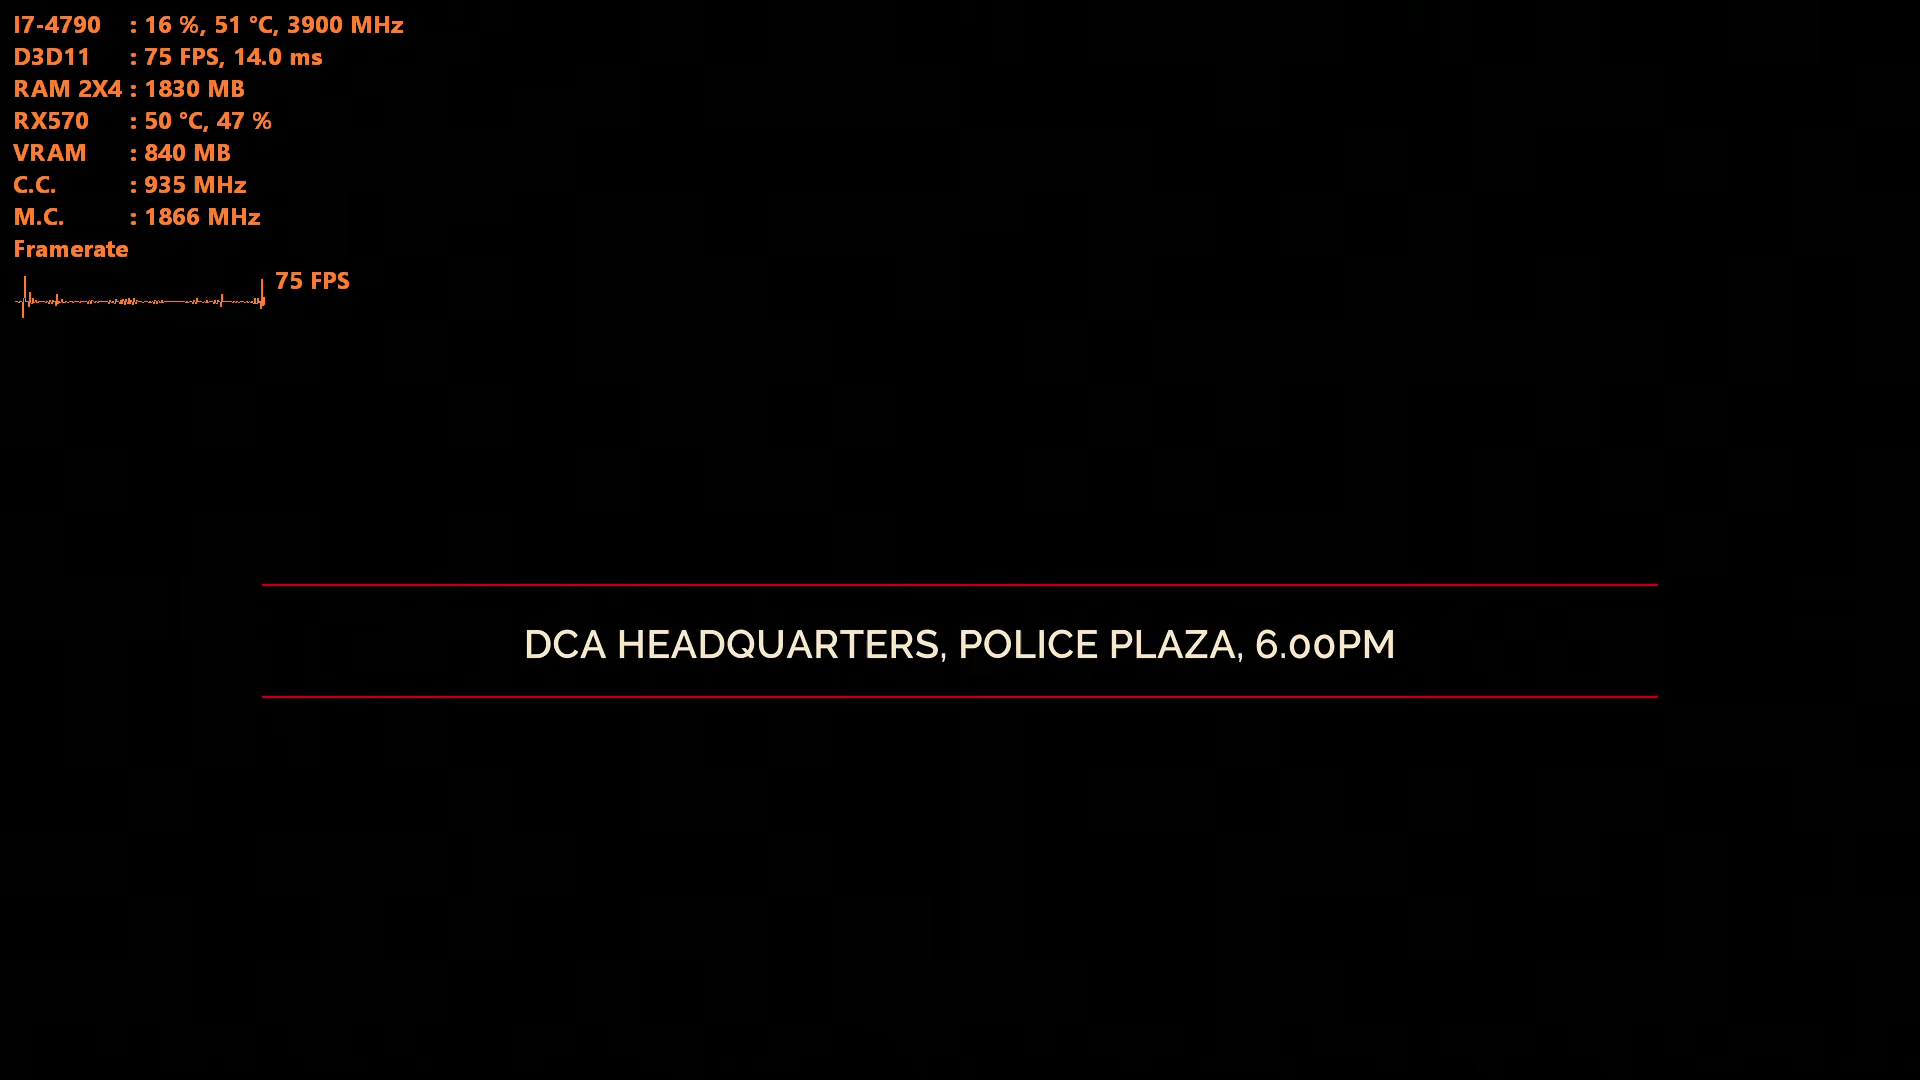 I7-4790 : 16 %, 51 °C, 3900 MHz
D3D11 : 75 FPS, 14.0 ms
RAM 2X4 : 1830 MB
RX570 : 50 °C, 47 %
VRAM : 840 MB
C.C. : 935 MHz
M.C. : 1866 MHz
Framerate
75 FPS
DCA HEADQUARTERS, POLICE PLAZA, 6.00PM